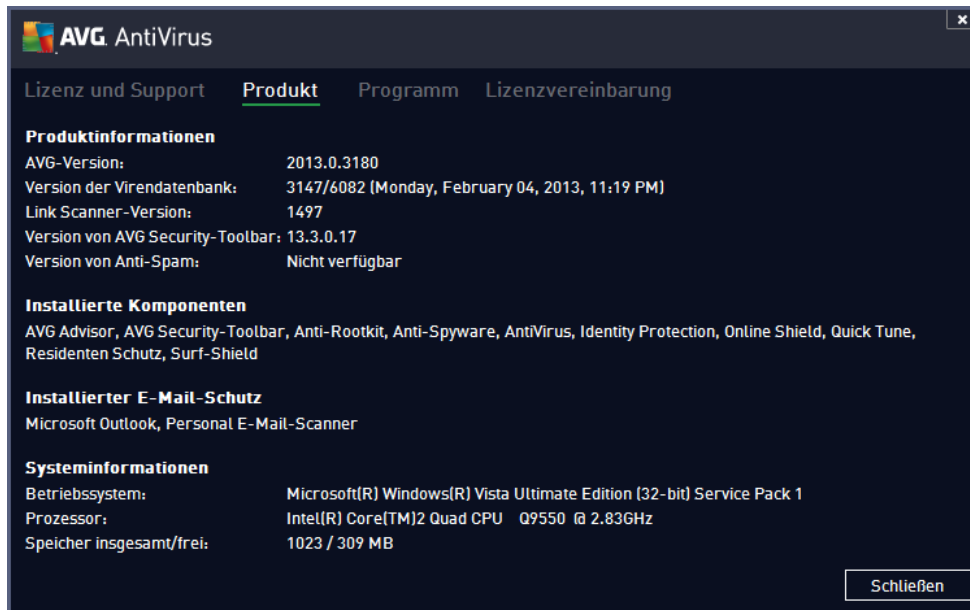 AVG. AntiVirus
Lizenz und Support Produkt Programm Lizenzvereinbarung
Produktinformationen
AVG-Version: 2013.0.3180
Version der Virendatenbank: 3147/6082 (Monday, February 04, 2013, 11:19 PM)
Link Scanner-Version: 1497
Version von AVG Security-Toolbar: 13.3.0.17
Version von Anti-Spam: Nicht verfügbar
Installierte Komponenten
AVG Advisor, AVG Security-Toolbar, Anti-Rootkit, Anti-Spyware, AntiVirus, Identity Protection, Online Shield, Quick Tune,
Residenten Schutz, Surf-Shield
Installierter E-Mail-Schutz
Microsoft Outlook, Personal E-Mail-Scanner
Systeminformationen
Betriebssystem: Microsoft(R) Windows(R) Vista Ultimate Edition (32-bit) Service Pack 1
Prozessor: Intel(R) Core(TM)2 Quad CPU Q9550 @ 2.83GHz
Speicher insgesamt/frei: 1023 / 309 MB
Schließen